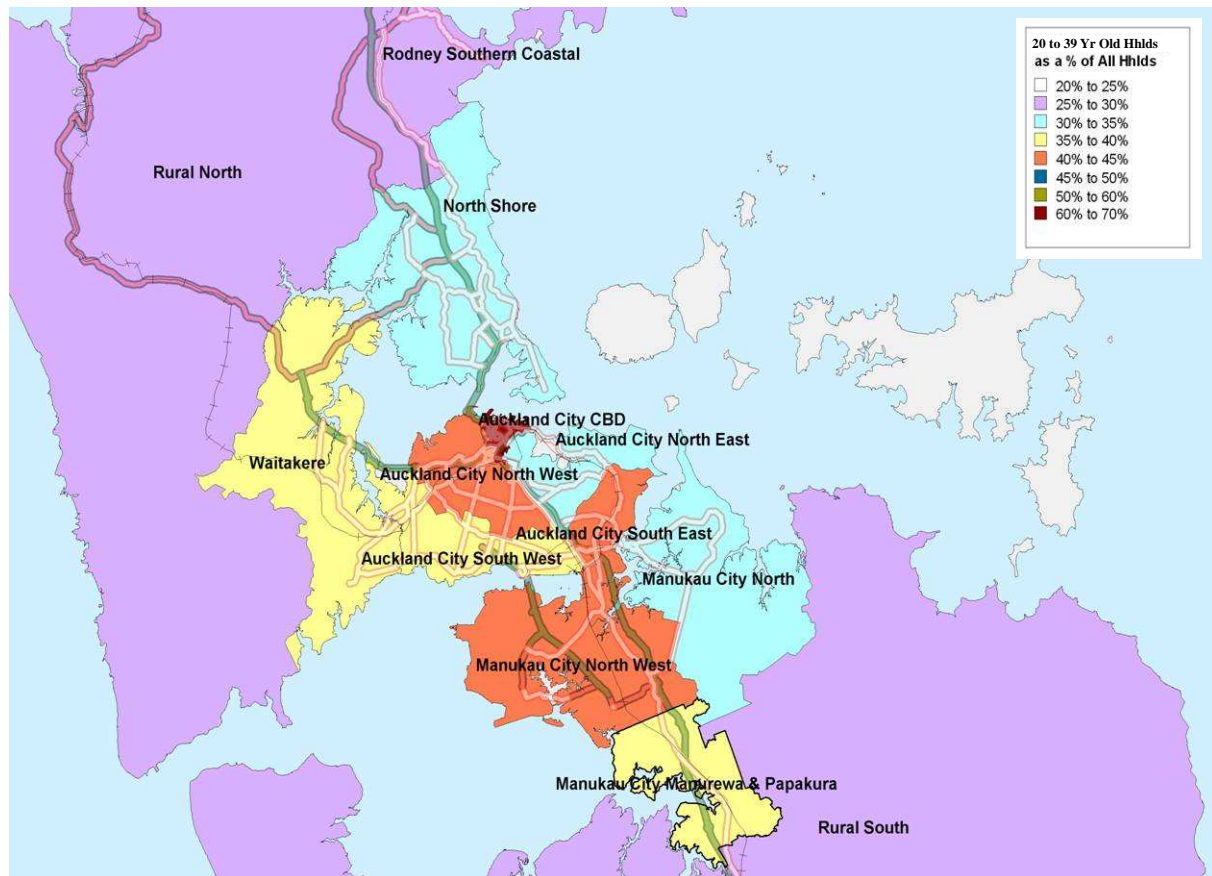 20 to 39 Yr Old Hhlds
as a % of All Hhlds
20% to 25%
25% to 30%
30% to 35%
35% to 40%
40% to 45%
45% to 50%
50% to 60%
60% to 70%
Rodney Southern Coastal
Rural North
North Shore
Auckland City CBD
Auckland City North East
Waitakere
Auckland City North West
Auckland City South East
Auckland City South West
Manukau City North
Manukau City North West
Manukau City Manurewa & Papakura
Rural South